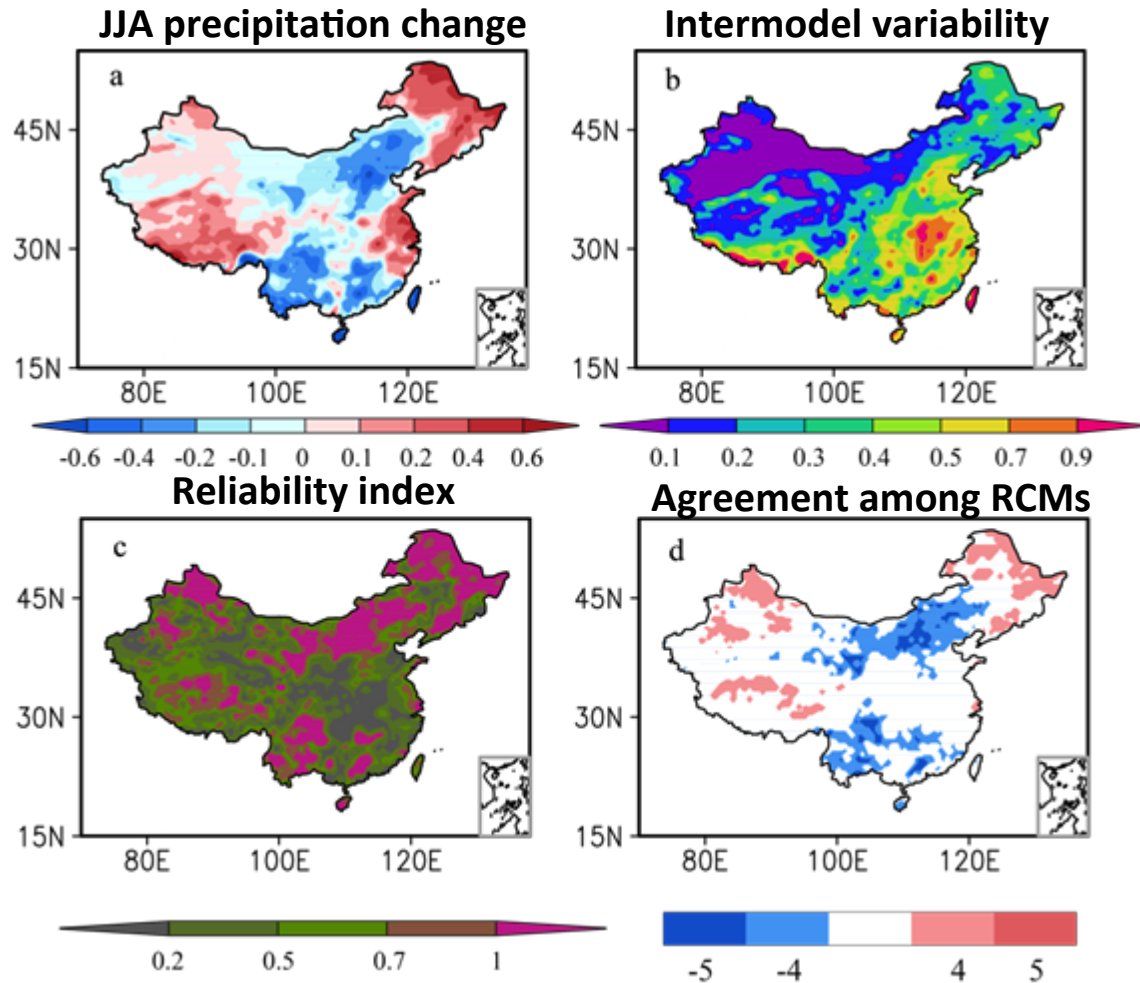 JJA precipitation change
Intermodel variability
a
b
45N
30N
15N
80E 100E 120E
45N
30N
15N
80E 100E 120E
-0.6 -0.4 -0.2 -0.1 0 0.1 0.2 0.4 0.6
0.1 0.2 0.3 0.4 0.5 0.7 0.9
Reliability index
Agreement among RCMs
c
d
45N
30N
15N
80E 100E 120E
45N
30N
15N
80E 100E 120E
0.2 0.5 0.7 1
-5 -4 4 5